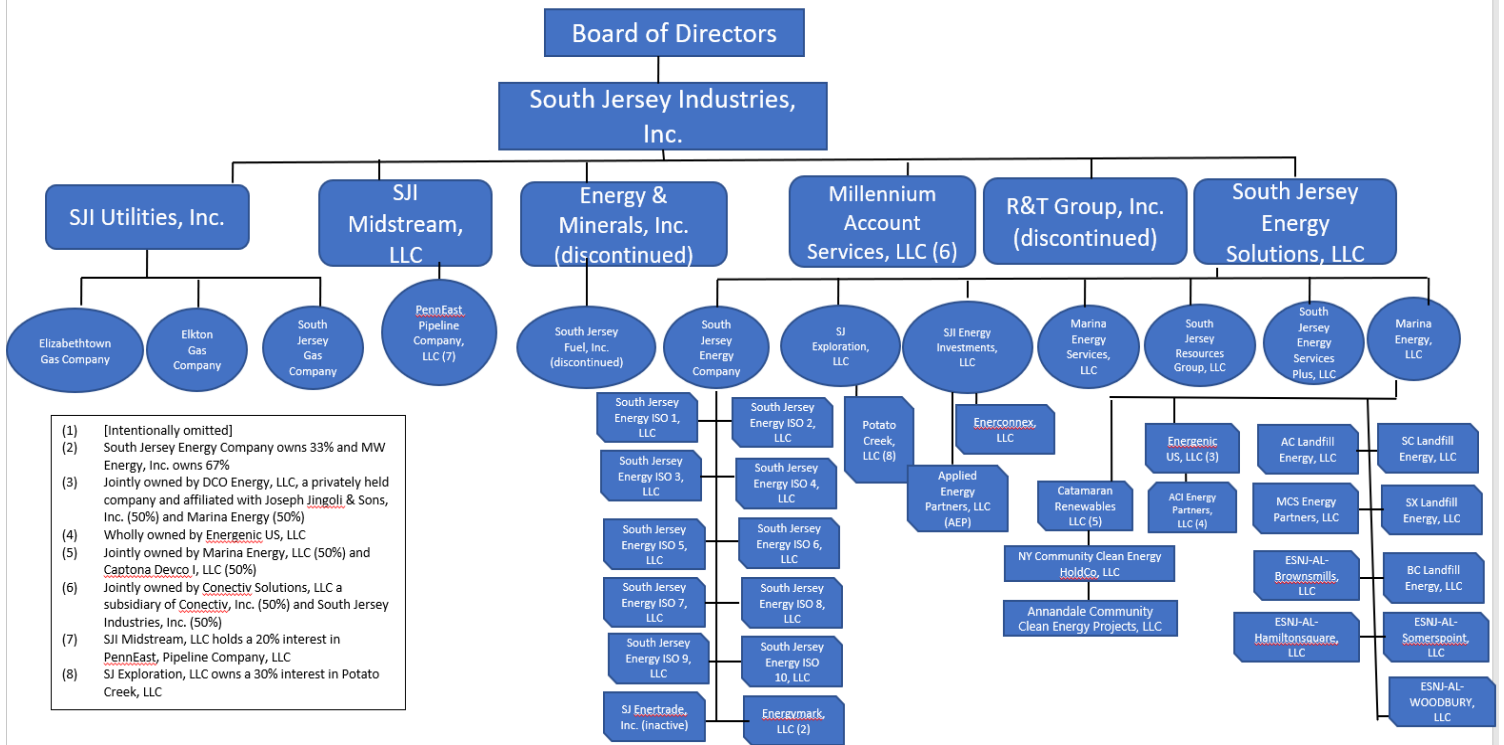 Board of Directors
South Jersey Industries,
Inc.
SJI Utilities, Inc.
SJI
Midstream,
LLC
Energy &
Minerals, Inc.
(discontinued)
Millennium
Account
Services, LLC (6)
R&T Group, Inc.
(discontinued)
South Jersey
Energy
Solutions, LLC
Elizabethtown
Gas Company
Elkton
Gas
Company
South
Jersey
Gas
Company
PennEast
Pipeline
Company,
LLC (7)
South Jersey
Fuel, Inc.
(discontinued)
South
Jersey
Energy
Company
SJ
Exploration,
LLC
SJI Energy
Investments,
LLC
Marina
Energy
Services,
LLC
South
Jersey
Resources
Group, LLC
South
Jersey
Energy
Services
Plus, LLC
Marina
Energy,
LLC
South Jersey
Energy ISO 1,
LLC
South Jersey
Energy ISO 2,
LLC
South Jersey
Energy ISO 3,
LLC
South Jersey
Energy ISO 4,
LLC
South Jersey
Energy ISO 5,
LLC
South Jersey
Energy ISO 6,
LLC
South Jersey
Energy ISO 7,
LLC
South Jersey
Energy ISO 8,
LLC
South Jersey
Energy ISO 9,
LLC
South Jersey
Energy ISO
10, LLC
SJ Enertrade,
Inc. (inactive)
Energymark,
LLC (2)
Potato
Creek,
LLC (8)
Enerconnex,
LLC
Applied
Energy
Partners, LLC
(AEP)
Catamaran
Renewables
LLC (5)
NY Community Clean Energy
HoldCo, LLC
Annandale Community
Clean Energy Projects, LLC
Energenic
US, LLC (3)
ACI Energy
Partners,
LLC (4)
AC Landfill
Energy, LLC
SC Landfill
Energy, LLC
MCS Energy
Partners, LLC
SX Landfill
Energy, LLC
ESNJ-AL-
Brownsmills,
LLC
BC Landfill
Energy, LLC
ESNJ-AL-
Hamiltonsquare,
LLC
ESNJ-AL-
Somerspoint,
LLC
ESNJ-AL-
WOODBURY,
LLC
(1) [Intentionally omitted]
(2) South Jersey Energy Company owns 33% and MW
Energy, Inc. owns 67%
(3) Jointly owned by DCO Energy, LLC, a privately held
company and affiliated with Joseph Jingoli & Sons,
Inc. (50%) and Marina Energy (50%)
(4) Wholly owned by Energenic US, LLC
(5) Jointly owned by Marina Energy, LLC (50%) and
Captona Devco I, LLC (50%)
(6) Jointly owned by Conectiv Solutions, LLC a
subsidiary of Conectiv, Inc. (50%) and South Jersey
Industries, Inc. (50%)
(7) SJI Midstream, LLC holds a 20% interest in
PennEast, Pipeline Company, LLC
(8) SJ Exploration, LLC owns a 30% interest in Potato
Creek, LLC